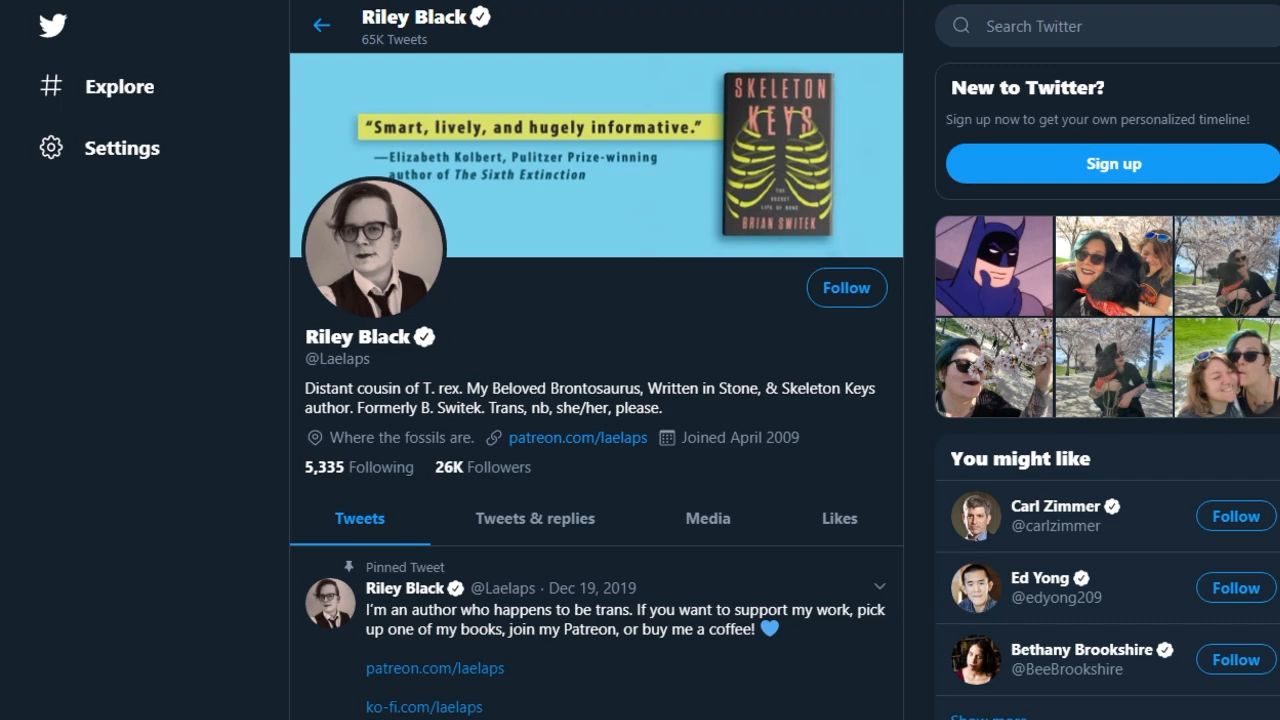 Explore
Settings
Riley Black
65K Tweets
“Smart, lively, and hugely informative.”
—Elizabeth Kolbert, Pulitzer Prize-winning
author of The Sixth Extinction
SKELETON
KEYS
THE
SECRET
LIFE OF BONE
BRIAN SWITEK
Follow
Riley Black
@Laelaps
Distant cousin of T. rex. My Beloved Brontosaurus, Written in Stone, & Skeleton Keys
author. Formerly B. Switek. Trans, nb, she/her, please.
Where the fossils are. patreon.com/laelaps Joined April 2009
5,335 Following 26K Followers
Tweets Tweets & replies Media Likes
Pinned Tweet
Riley Black @Laelaps · Dec 19, 2019
I'm an author who happens to be trans. If you want to support my work, pick
up one of my books, join my Patreon, or buy me a coffee! 💙
patreon.com/laelaps
ko-fi.com/laelaps
Search Twitter
New to Twitter?
Sign up now to get your own personalized timeline!
Sign up
You might like
Carl Zimmer
@carlzimmer
Follow
Ed Yong
@edyong209
Follow
Bethany Brookshire
@BeeBrookshire
Follow
Show more